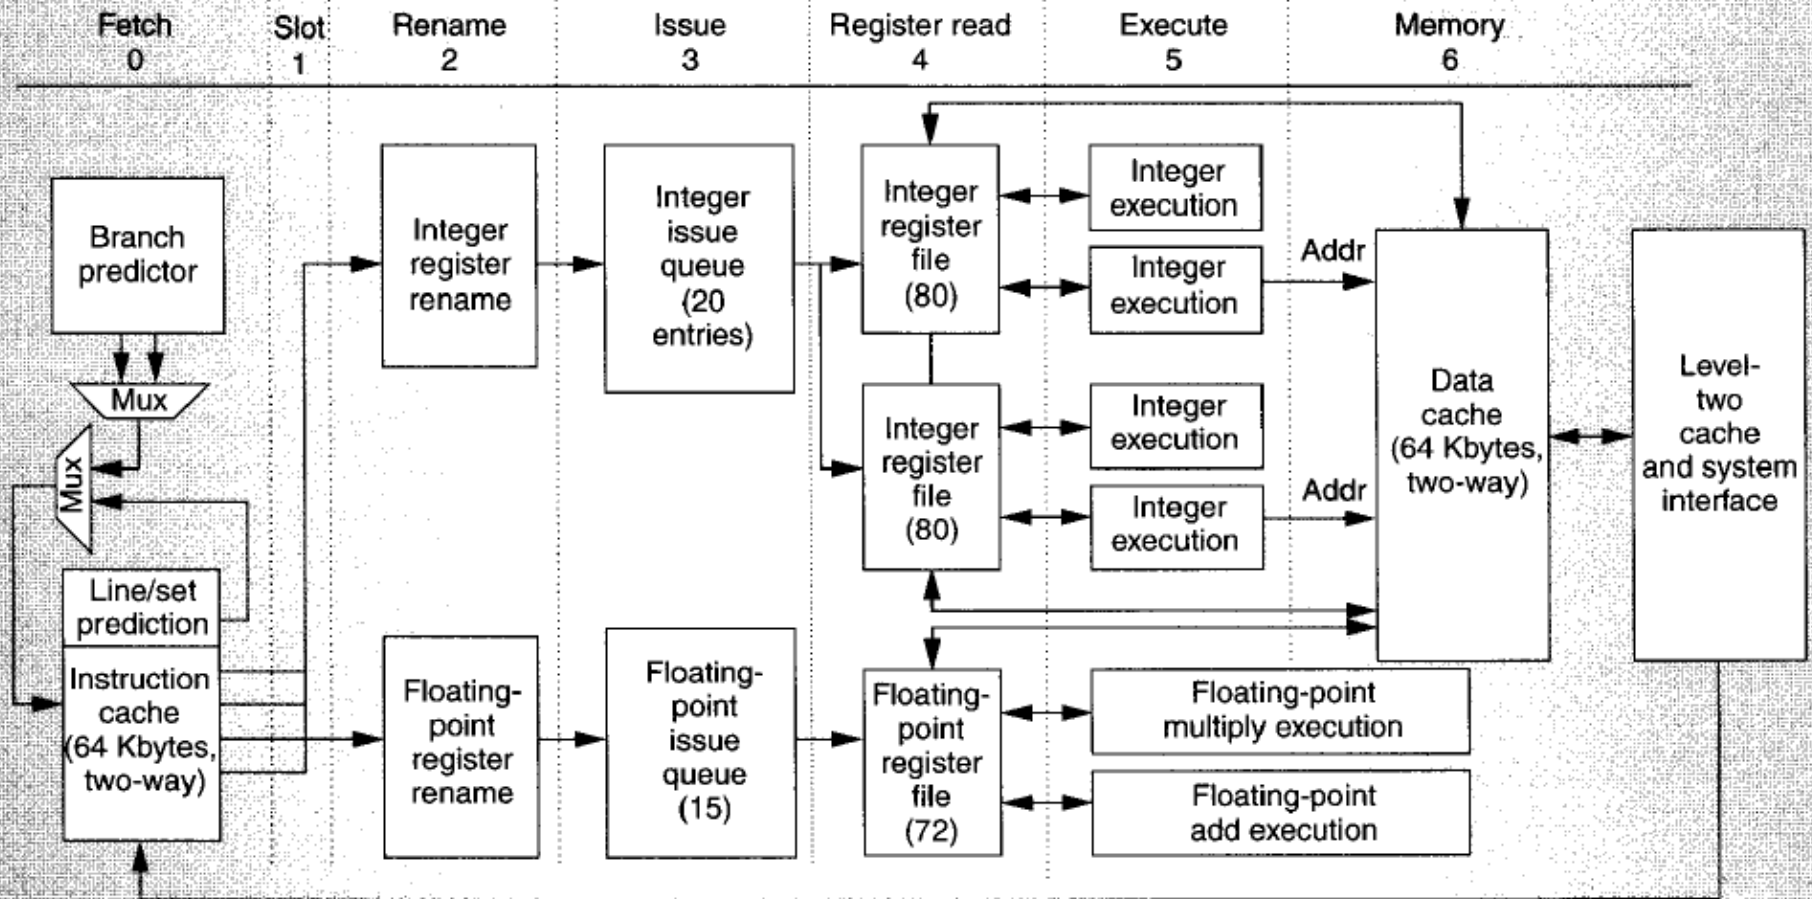 Fetch
0
Slot
1
Rename
2
Issue
3
Register read
4
Execute
5
Memory
6
Branch
predictor
Mux
Mux
Line/set
prediction
Instruction
cache
(64 Kbytes,
two-way)
Integer
register
rename
Floating-
point
register
rename
Integer
issue
queue
(20
entries)
Floating-
point
issue
queue
(15)
Integer
register
file
(80)
Integer
register
file
(80)
Floating-
point
register
file
(72)
Integer
execution
Integer
execution
Integer
execution
Integer
execution
Floating-point
multiply execution
Floating-point
add execution
Addr
Addr
Data
cache
(64 Kbytes,
two-way)
Level-
two
cache
and system
interface